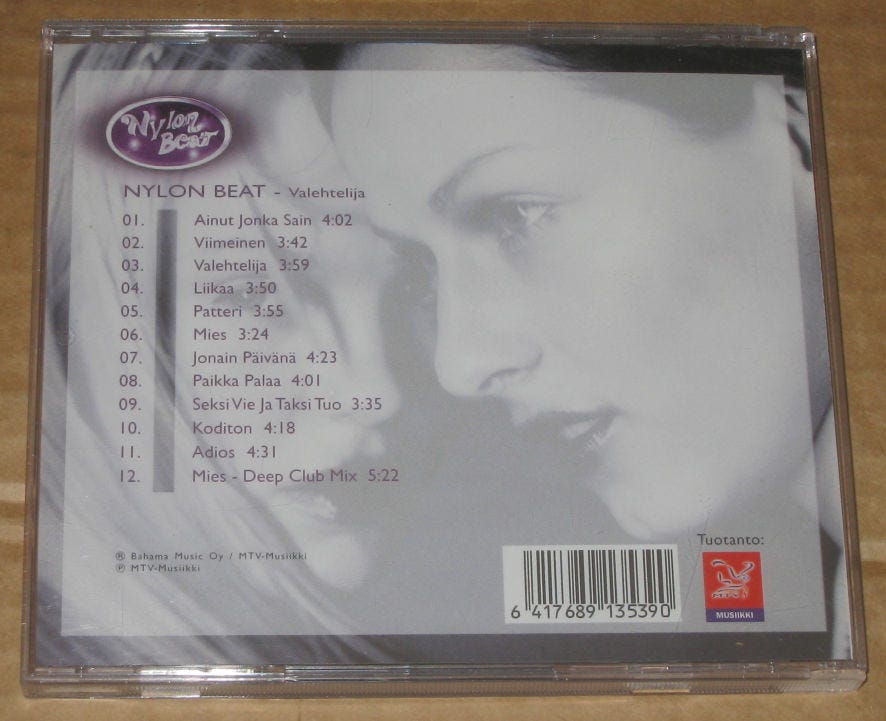 Nylon
Beat
NYLON BEAT - Valehtelija
01. Ainut Jonka Sain 4:02
02. Viimeinen 3:42
03. Valehtelija 3:59
04. Liikaa 3:50
05. Patteri 3:55
06. Mies 3:24
07. Jonain Päivänä 4:23
08. Paikka Palaa 4:01
09. Seksi Vie Ja Taksi Tuo 3:35
10. Koditon 4:18
11. Adios 4:31
12. Mies - Deep Club Mix 5:22
® Bahama Music Oy / MTV-Musiikki
℗ MTV-Musiikki
Tuotanto:
MUSIIKKI
6 417689 135390